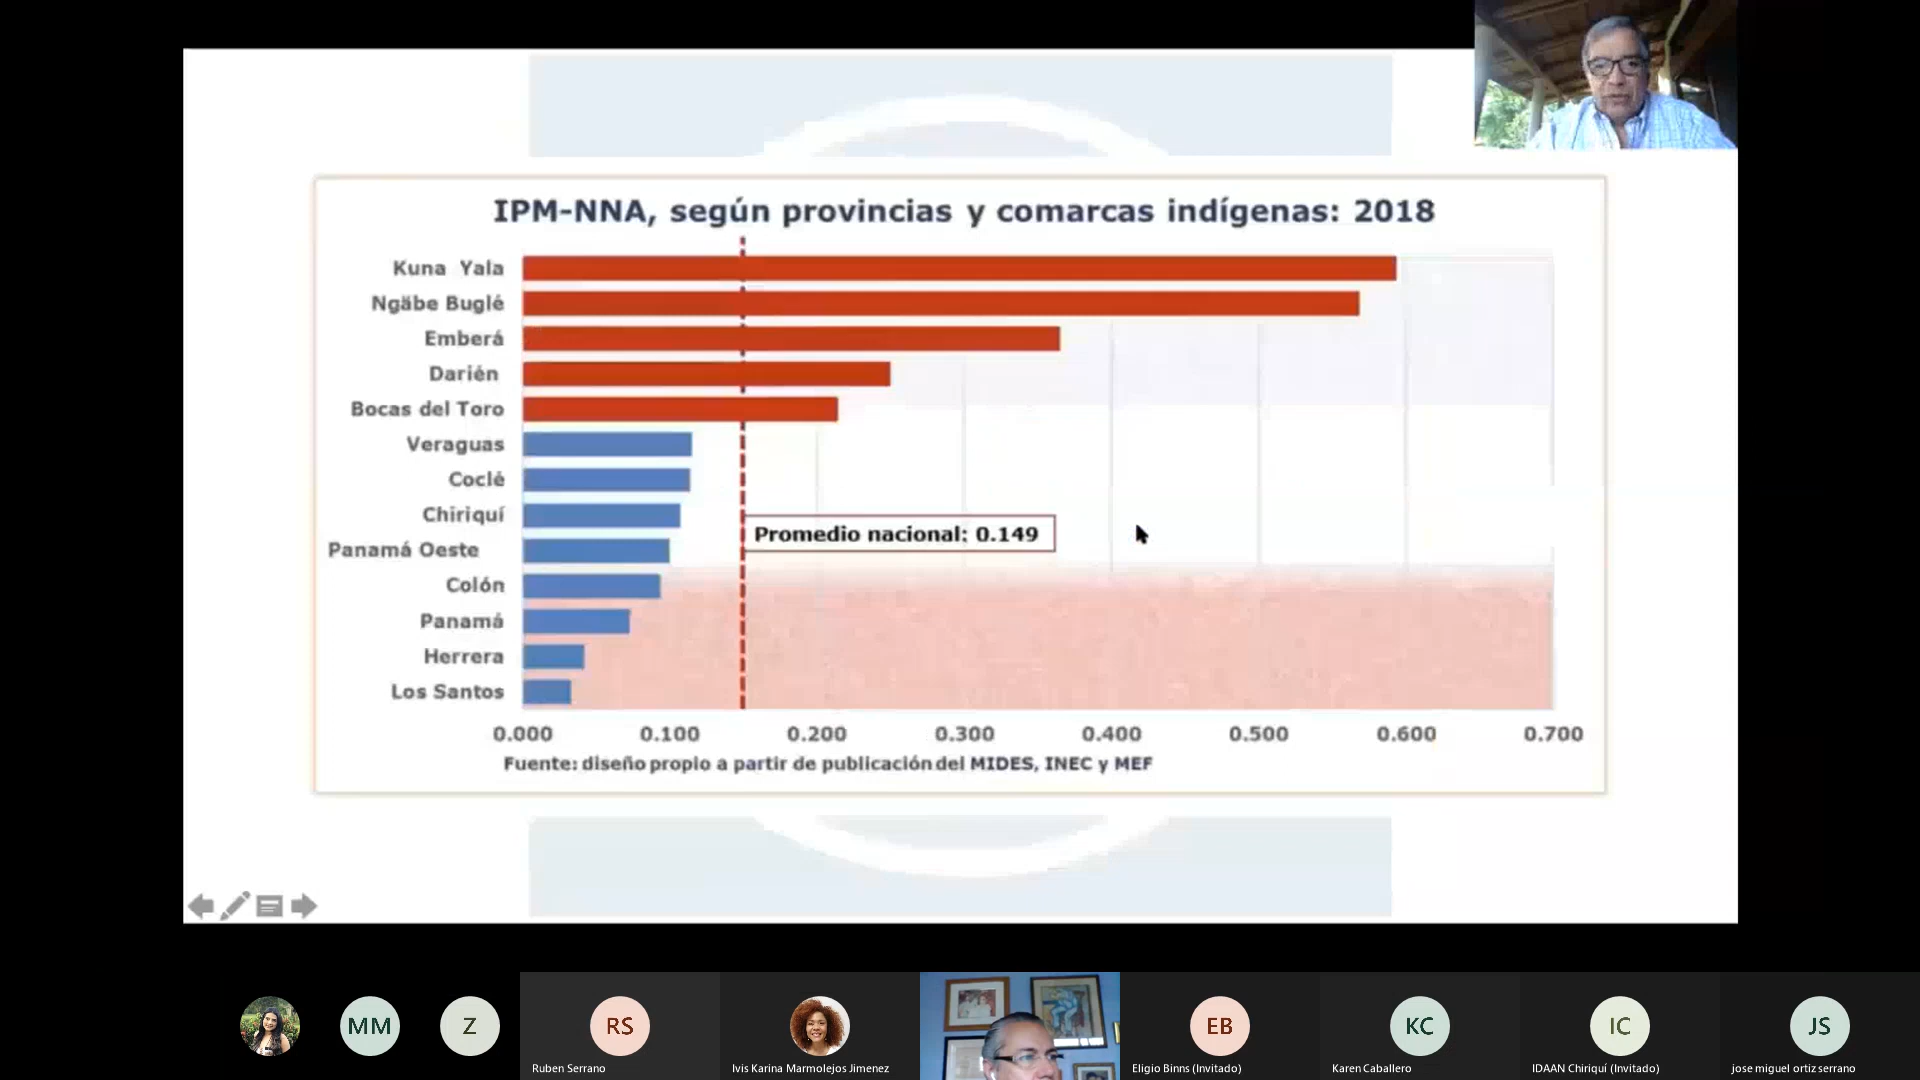 IPM-NNA, según provincias y comarcas indígenas: 2018
Kuna Yala
Ngäbe Buglé
Emberá
Darién
Bocas del Toro
Veraguas
Coclé
Chiriquí
Promedio nacional: 0.149
Panamá Oeste
Colón
Panamá
Herrera
Los Santos
0.000 0.100 0.200 0.300 0.400 0.500 0.600 0.700
Fuente: diseño propio a partir de publicación del MIDES, INEC y MEF
MM Z RS EB KC IC JS
Ruben Serrano Ivis Karina Marmolejos Jimenez Eligio Binns (Invitado) Karen Caballero IDAAN Chiriquí (Invitado) jose miguel ortiz serrano